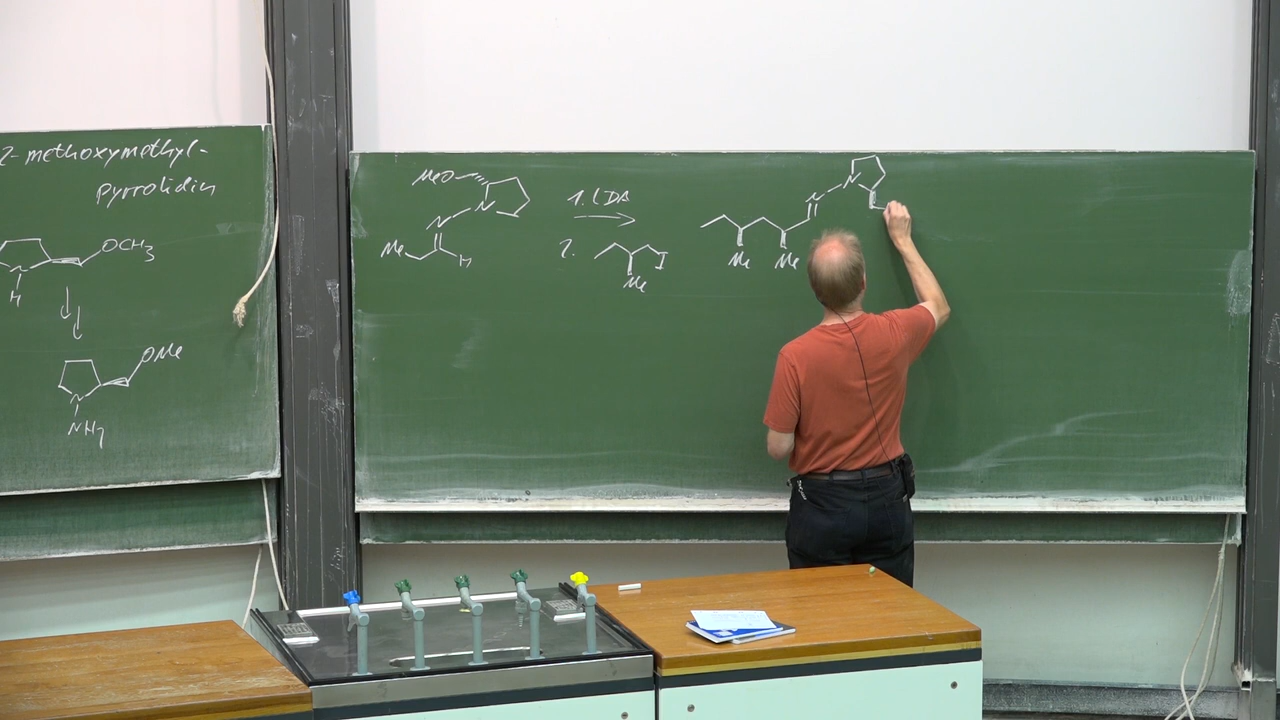 2-methoxymethyl-
Pyrrolidin
OCH3
N
H
OMe
N
NH2
MeO
N
N
Me
H
1. LDA
2.
I
Me
N
N
Me
Me